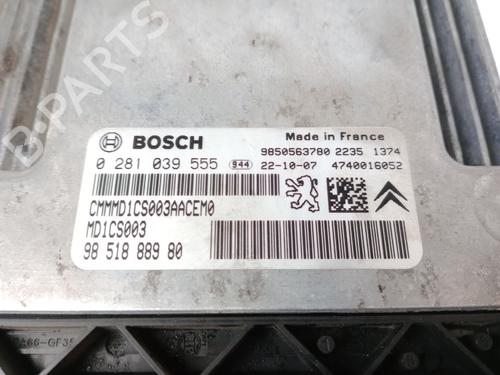 BOSCH
Made in France
9850563780 2235 1374
0 281 039 555 944 22-10-07 4740016052
CMMMD1CS003AACEM0
MD1CS003
98 518 889 80
B-PARTS